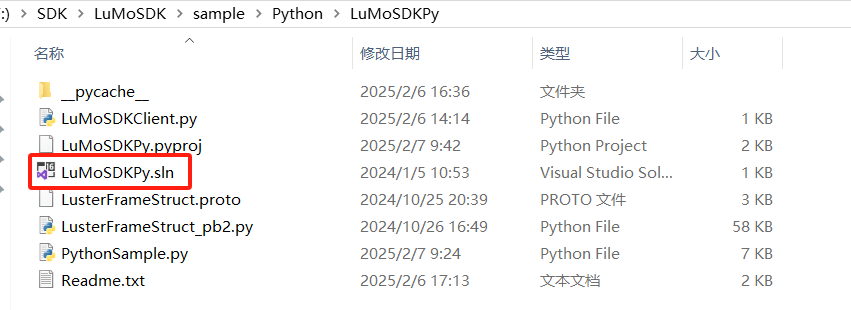 :) > SDK > LuMoSDK > sample > Python > LuMoSDKPy
名称 修改日期 类型 大小
__pycache__ 2025/2/6 16:36 文件夹
LuMoSDKClient.py 2025/2/6 14:14 Python File 1 KB
LuMoSDKPy.pyproj 2025/2/7 9:42 Python Project 2 KB
LuMoSDKPy.sln 2024/1/5 10:53 Visual Studio Sol... 1 KB
LusterFrameStruct.proto 2024/10/25 20:39 PROTO 文件 3 KB
LusterFrameStruct_pb2.py 2024/10/26 16:49 Python File 58 KB
PythonSample.py 2025/2/7 9:24 Python File 7 KB
Readme.txt 2025/2/6 17:13 文本文档 1 KB